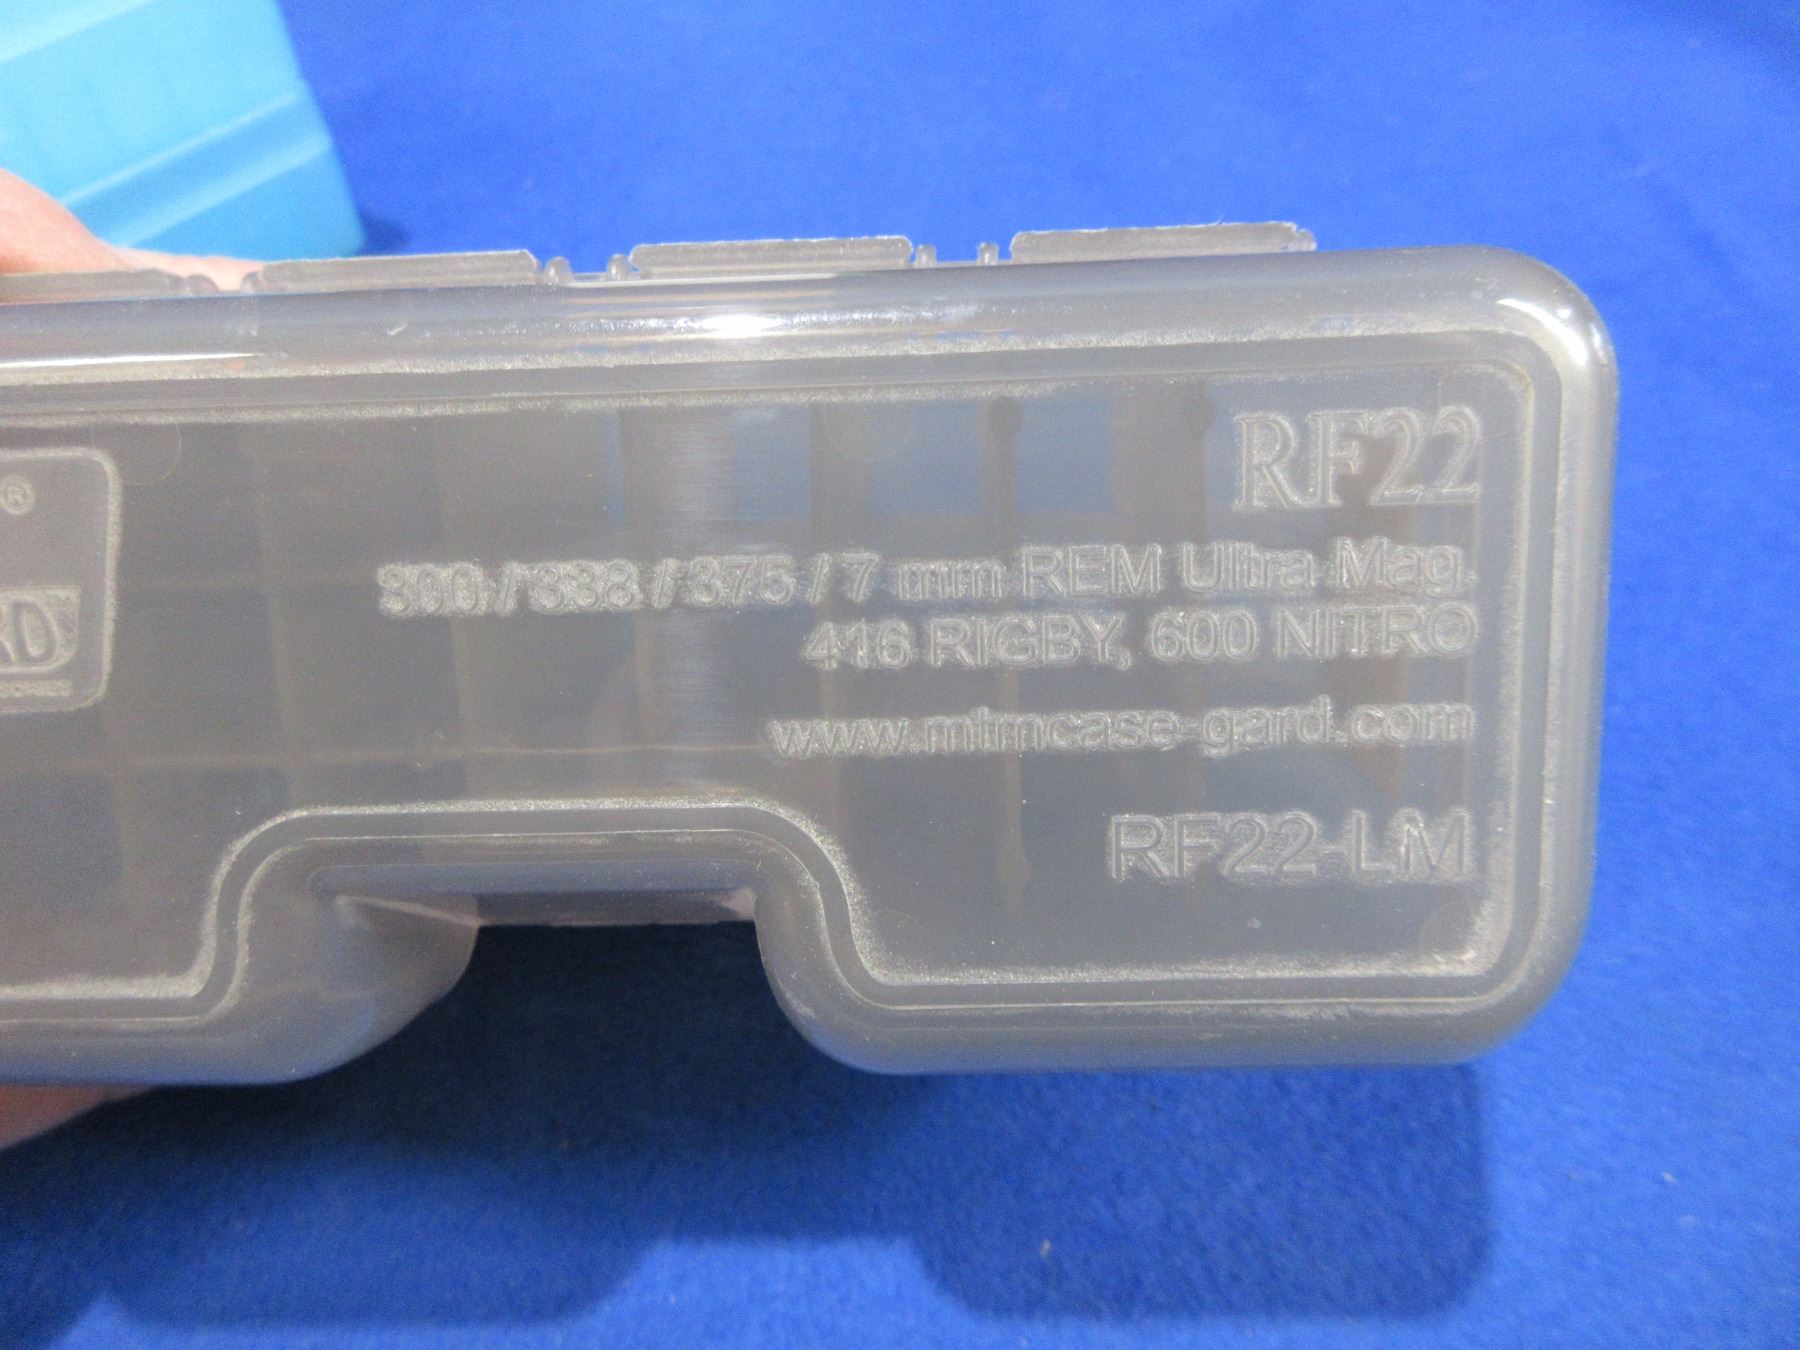 ®
RD
RF22
300 / 338 / 375 / 7 mm REM Ultra Mag.
416 RIGBY, 600 NITRO
www.mtmcase-gard.com
RF22-LM